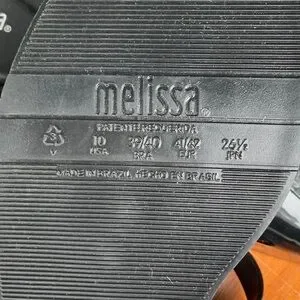 a®
melissa®
PATENTE REQUERIDA
3 10 39/40 41/42 26½
V USA BRA EUR JPN
MADE IN BRAZIL HECHO EN BRASIL